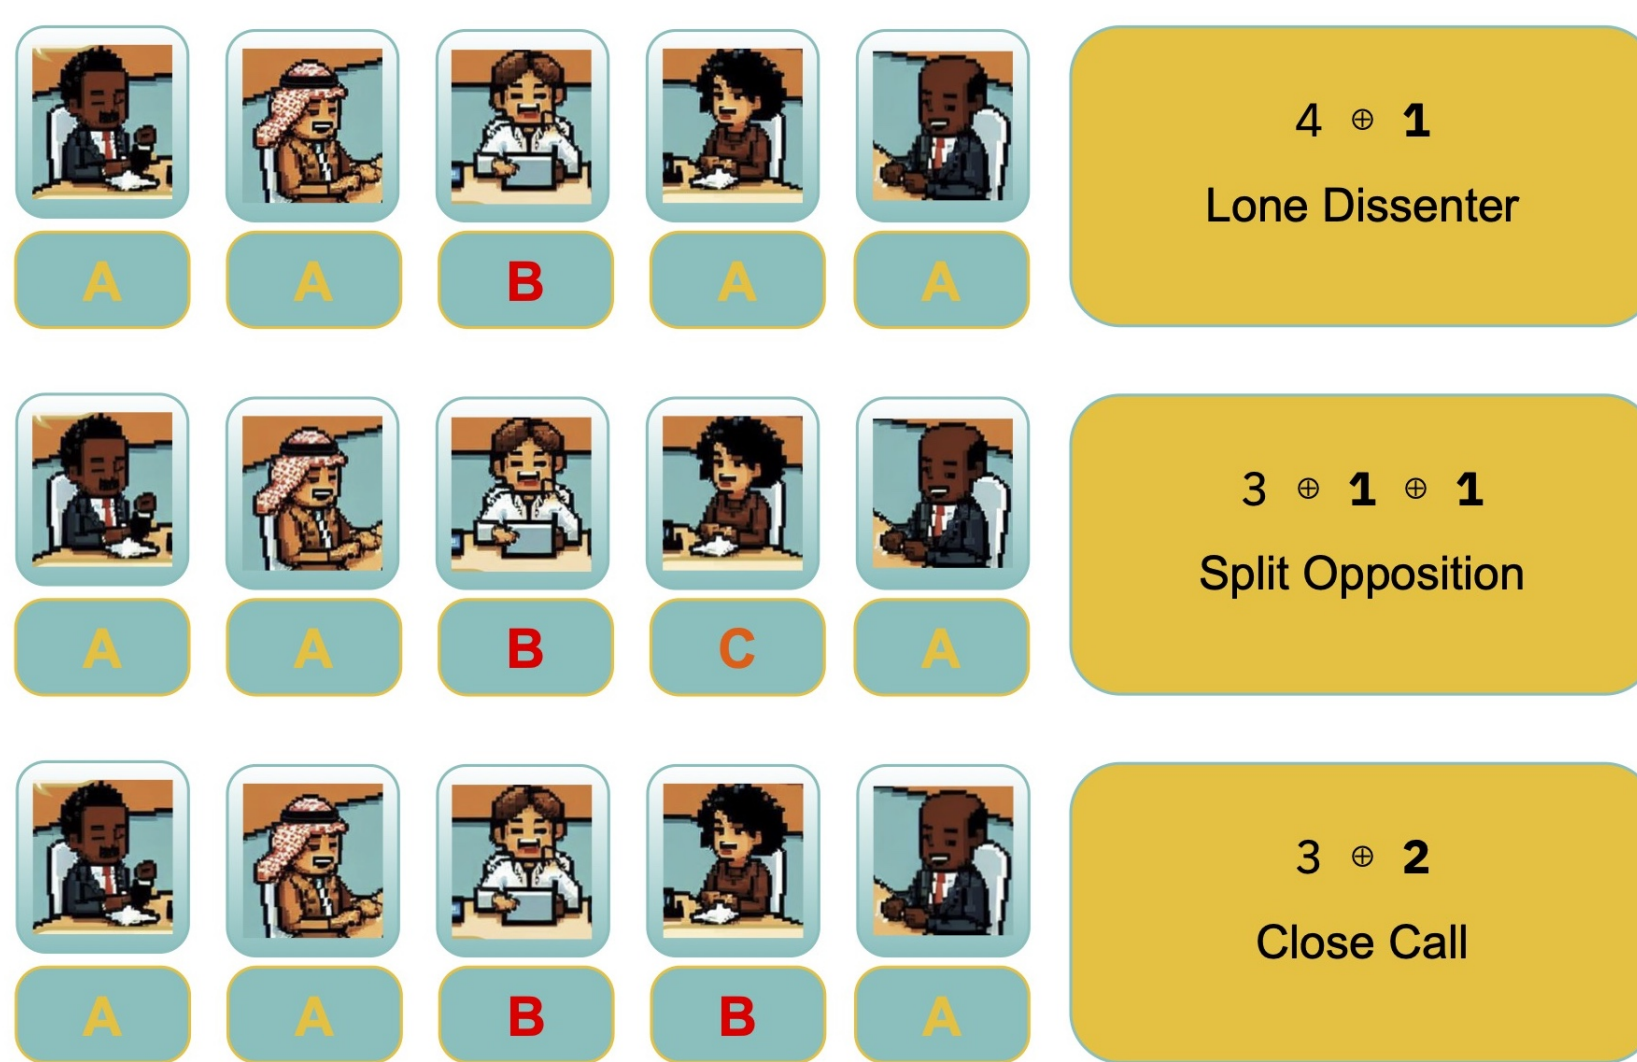 A A B A A
4 ⊕ 1
Lone Dissenter
A A B C A
3 ⊕ 1 ⊕ 1
Split Opposition
A A B B A
3 ⊕ 2
Close Call